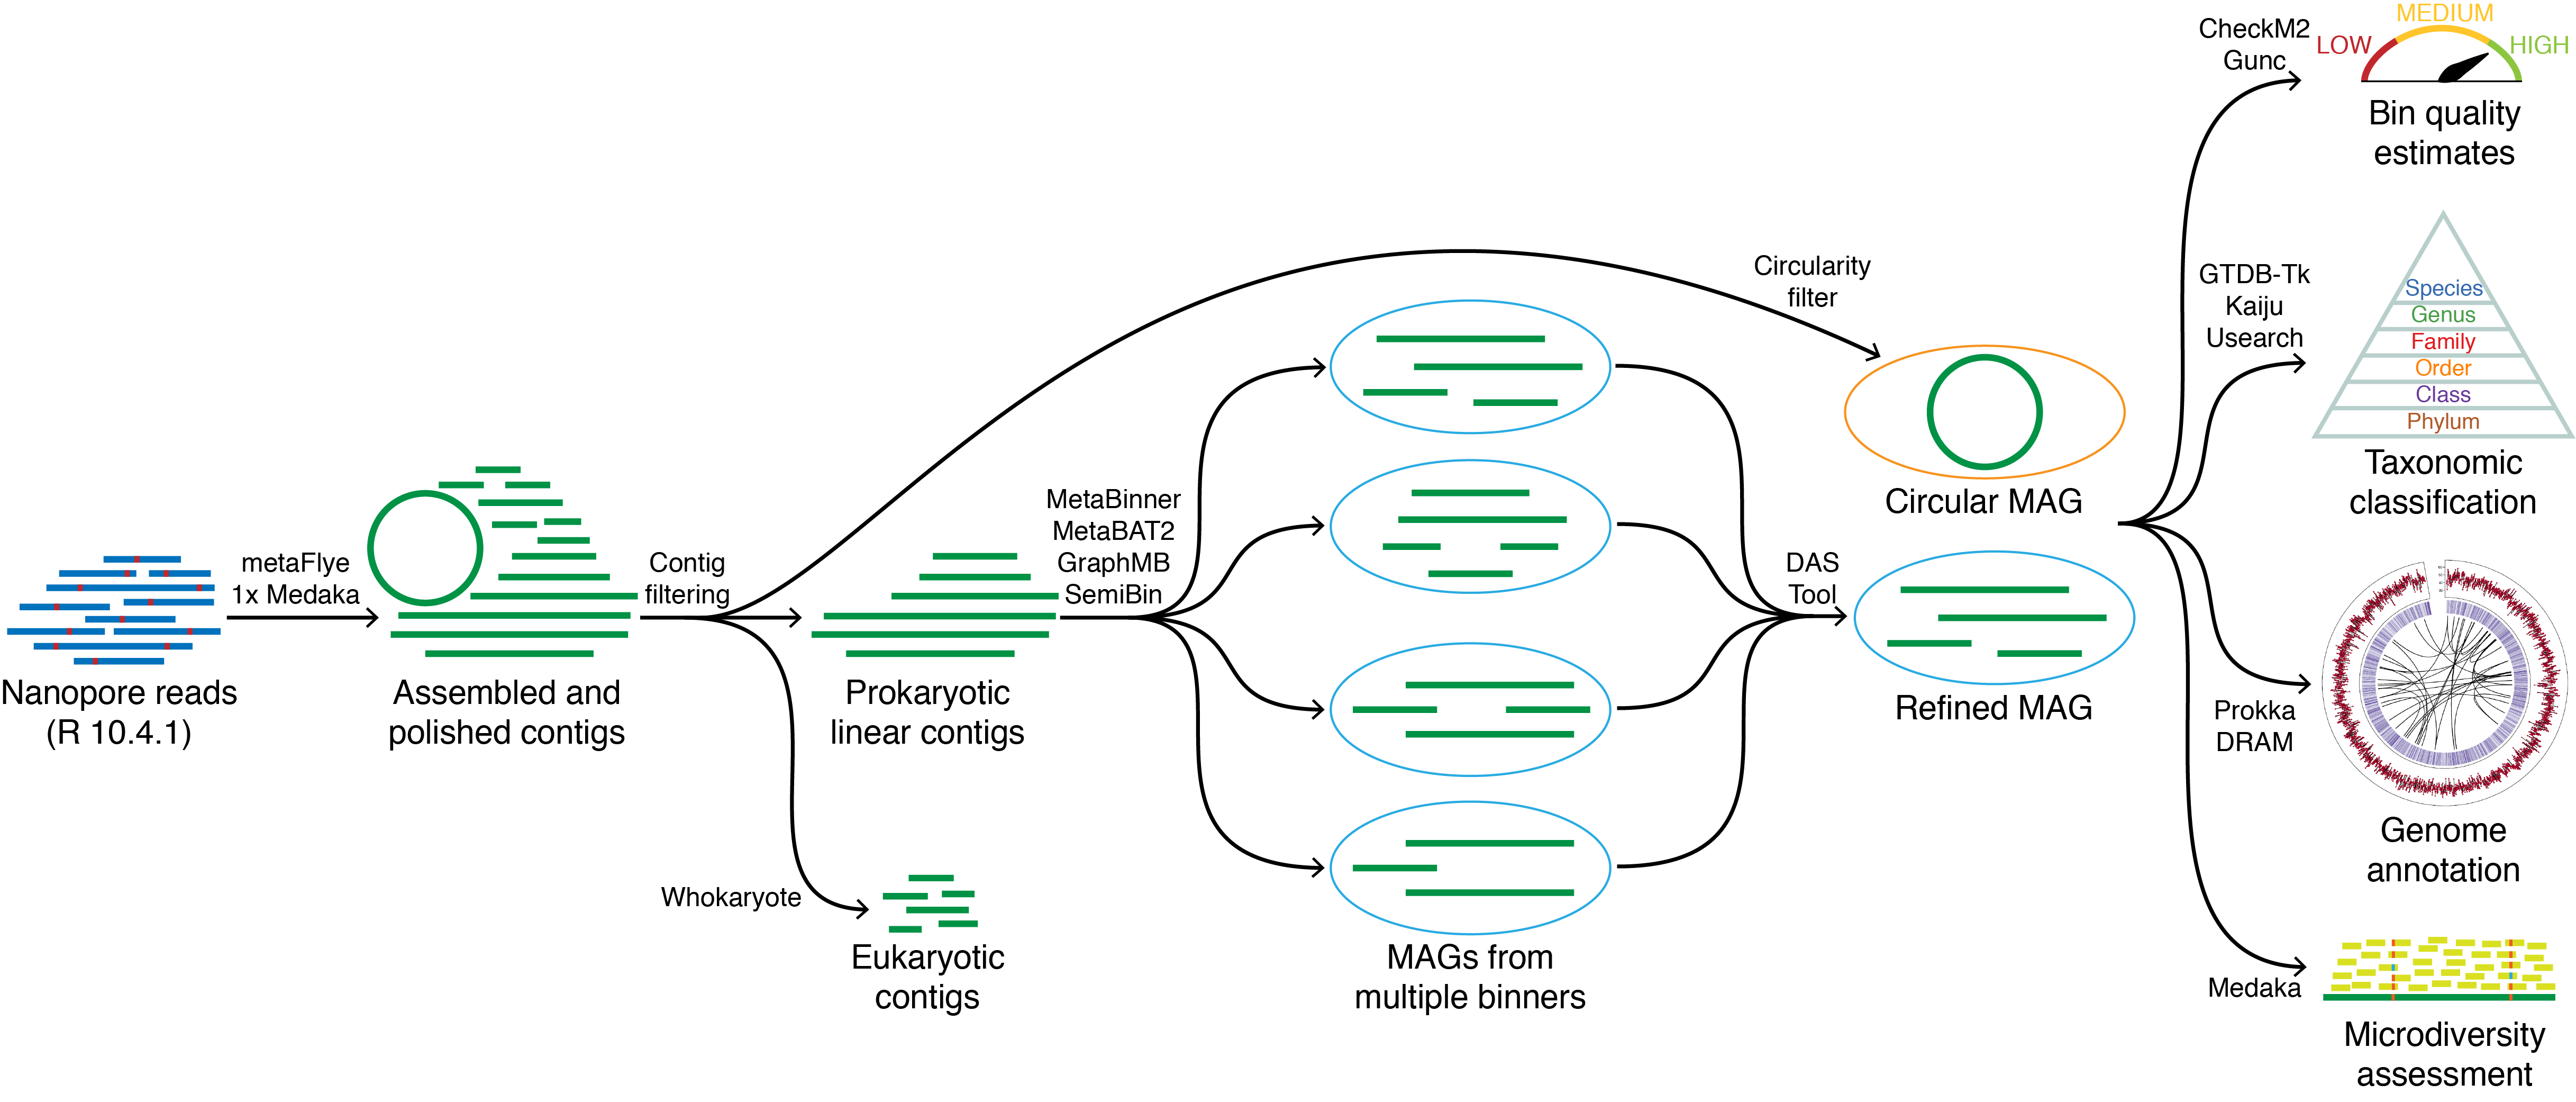 Nanopore reads
(R 10.4.1)
metaFlye
1x Medaka
Assembled and
polished contigs
Contig
filtering
Whokaryote
Eukaryotic
contigs
Prokaryotic
linear contigs
MetaBinner
MetaBAT2
GraphMB
SemiBin
MAGs from
multiple binners
Circularity
filter
DAS
Tool
Circular MAG
Refined MAG
CheckM2
Gunc
LOW
MEDIUM
HIGH
Bin quality
estimates
GTDB-Tk
Kaiju
Usearch
Species
Genus
Family
Order
Class
Phylum
Taxonomic
classification
Prokka
DRAM
Genome
annotation
Medaka
Microdiversity
assessment